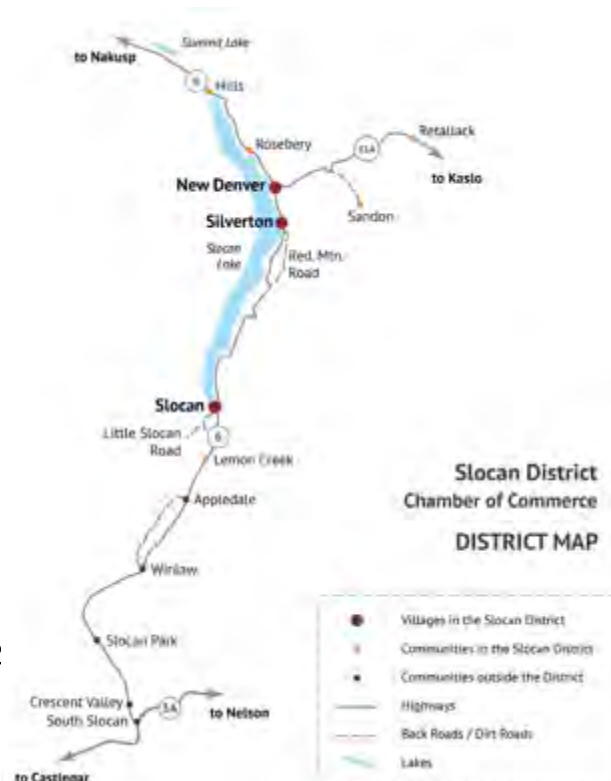 Summit Lake
to Nakusp
6
Hills
Rosebery
31A
Retallack
to Kaslo
New Denver
Sandon
Silverton
Slocan
Lake
Red. Mtn.
Road
Slocan
Little Slocan
Road
6
Lemon Creek
Slocan District
Chamber of Commerce
DISTRICT MAP
Appledale
Winlaw
Slocan Park
Crescent Valley
South Slocan
3A
to Nelson
to Castlegar
Villages in the Slocan District
Communities in the Slocan District
Communities outside the District
Highways
Back Roads / Dirt Roads
Lakes